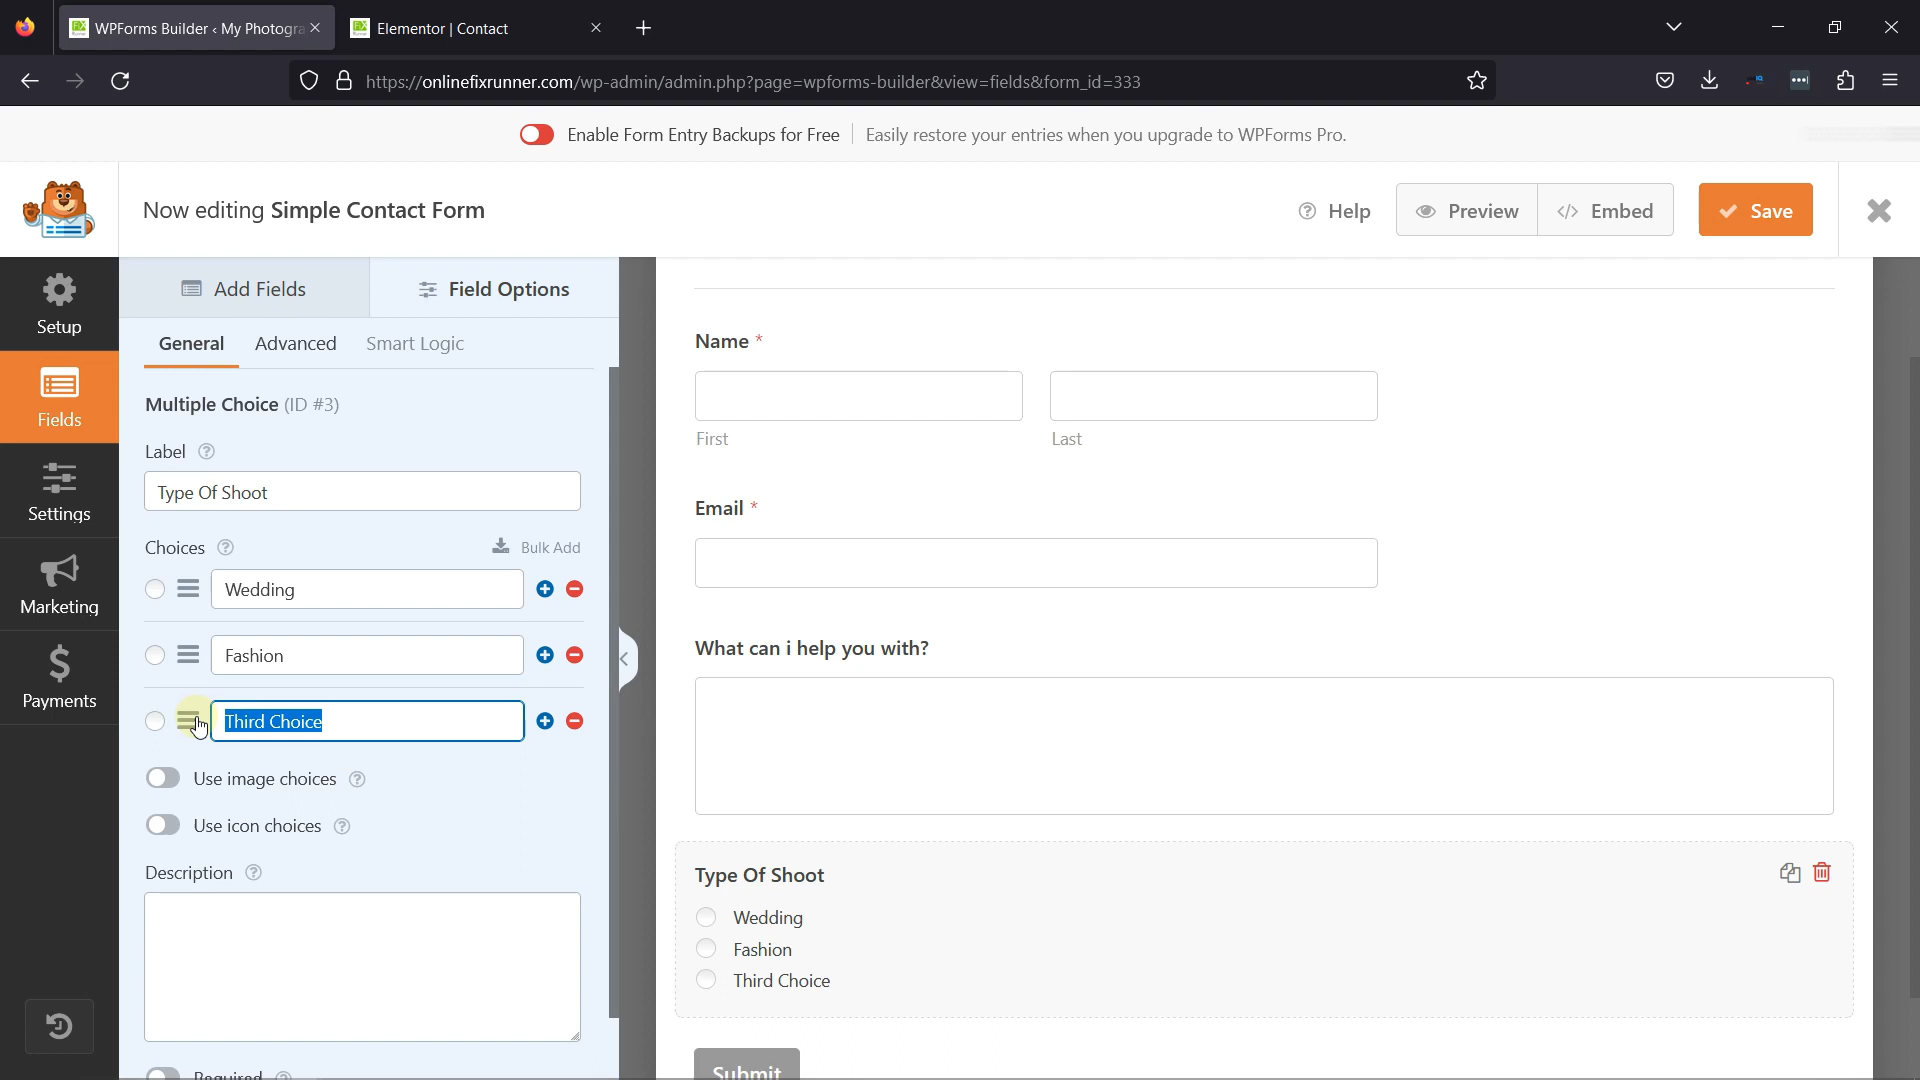 WPForms Builder ‹ My Photogra
Elementor | Contact
https://onlinefixrunner.com/wp-admin/admin.php?page=wpforms-builder&view=fields&form_id=333
Enable Form Entry Backups for Free
Easily restore your entries when you upgrade to WPForms Pro.
Now editing Simple Contact Form
Help
Preview
Embed
Save
Setup
Fields
Settings
Marketing
Payments
Add Fields
Field Options
General
Advanced
Smart Logic
Multiple Choice (ID #3)
Label
Type Of Shoot
Choices
Bulk Add
Wedding
Fashion
Third Choice
Use image choices
Use icon choices
Description
Required
Name *
First
Last
Email *
What can i help you with?
Type Of Shoot
Wedding
Fashion
Third Choice
Submit